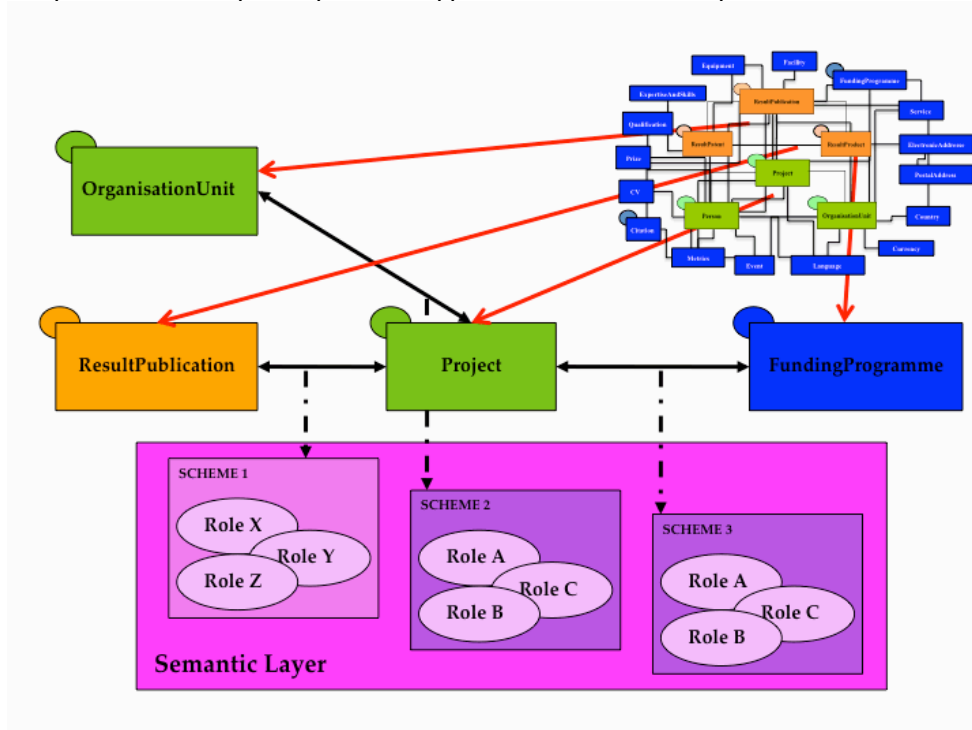 Equipment
Facility
FundingProgramme
ExpertiseAndSkills
ResultPublication
Service
Qualification
ResultPatent
ResultProduct
ElectronicAddress
Prize
Project
PostalAddress
CV
Person
OrganisationUnit
Country
Citation
Metrics
Event
Language
Currency
OrganisationUnit
ResultPublication
Project
FundingProgramme
SCHEME 1
Role X
Role Y
Role Z
SCHEME 2
Role A
Role C
Role B
SCHEME 3
Role A
Role C
Role B
Semantic Layer